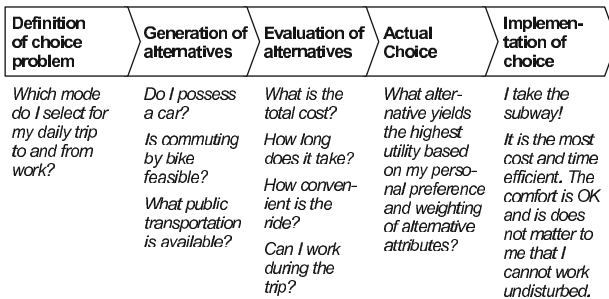 Definition
of choice
problem
Generation of
alternatives
Evaluation of
alternatives
Actual
Choice
Implemen-
tation of
choice
Which mode
do I select for
my daily trip
to and from
work?
Do I possess
a car?
Is commuting
by bike
feasible?
What public
transportation
is available?
What is the
total cost?
How long
does it take?
How conven-
ient is the
ride?
Can I work
during the
trip?
What alter-
native yields
the highest
utility based
on my perso-
nal preference
and weighting
of alternative
attributes?
I take the
subway!
It is the most
cost and time
efficient. The
comfort is OK
and is does
not matter to
me that I
cannot work
undisturbed.